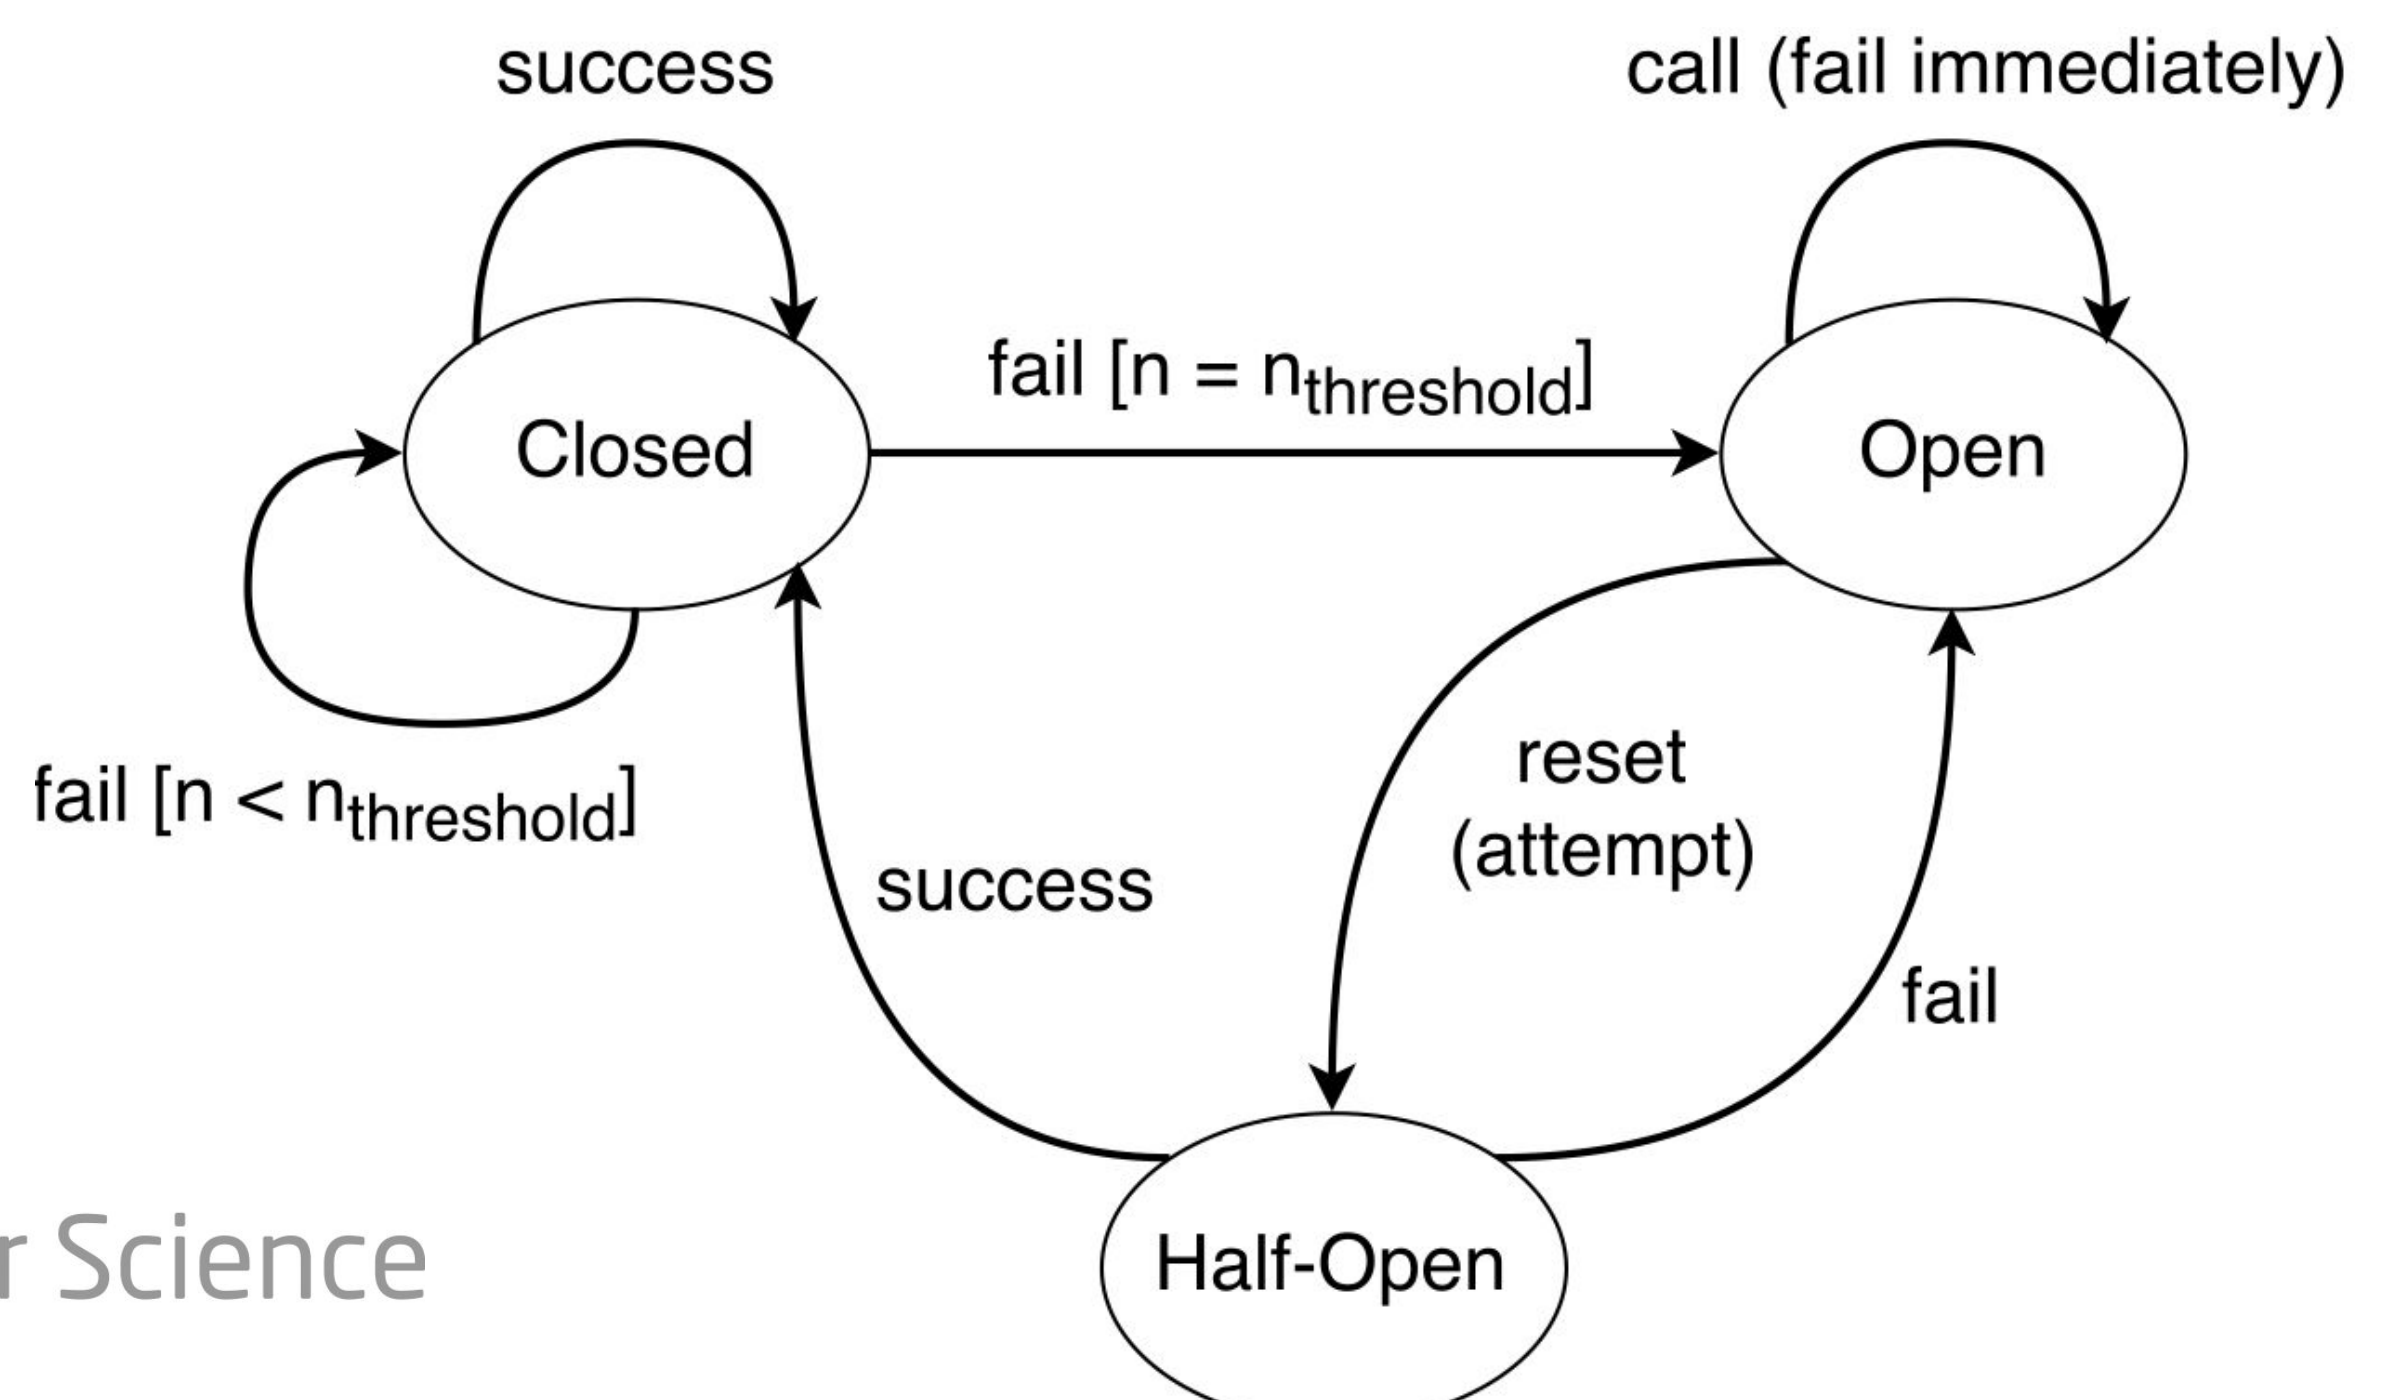 success
call (fail immediately)
fail [n = nthreshold]
Closed
Open
reset
(attempt)
fail [n < nthreshold]
success
fail
r Science
Half-Open